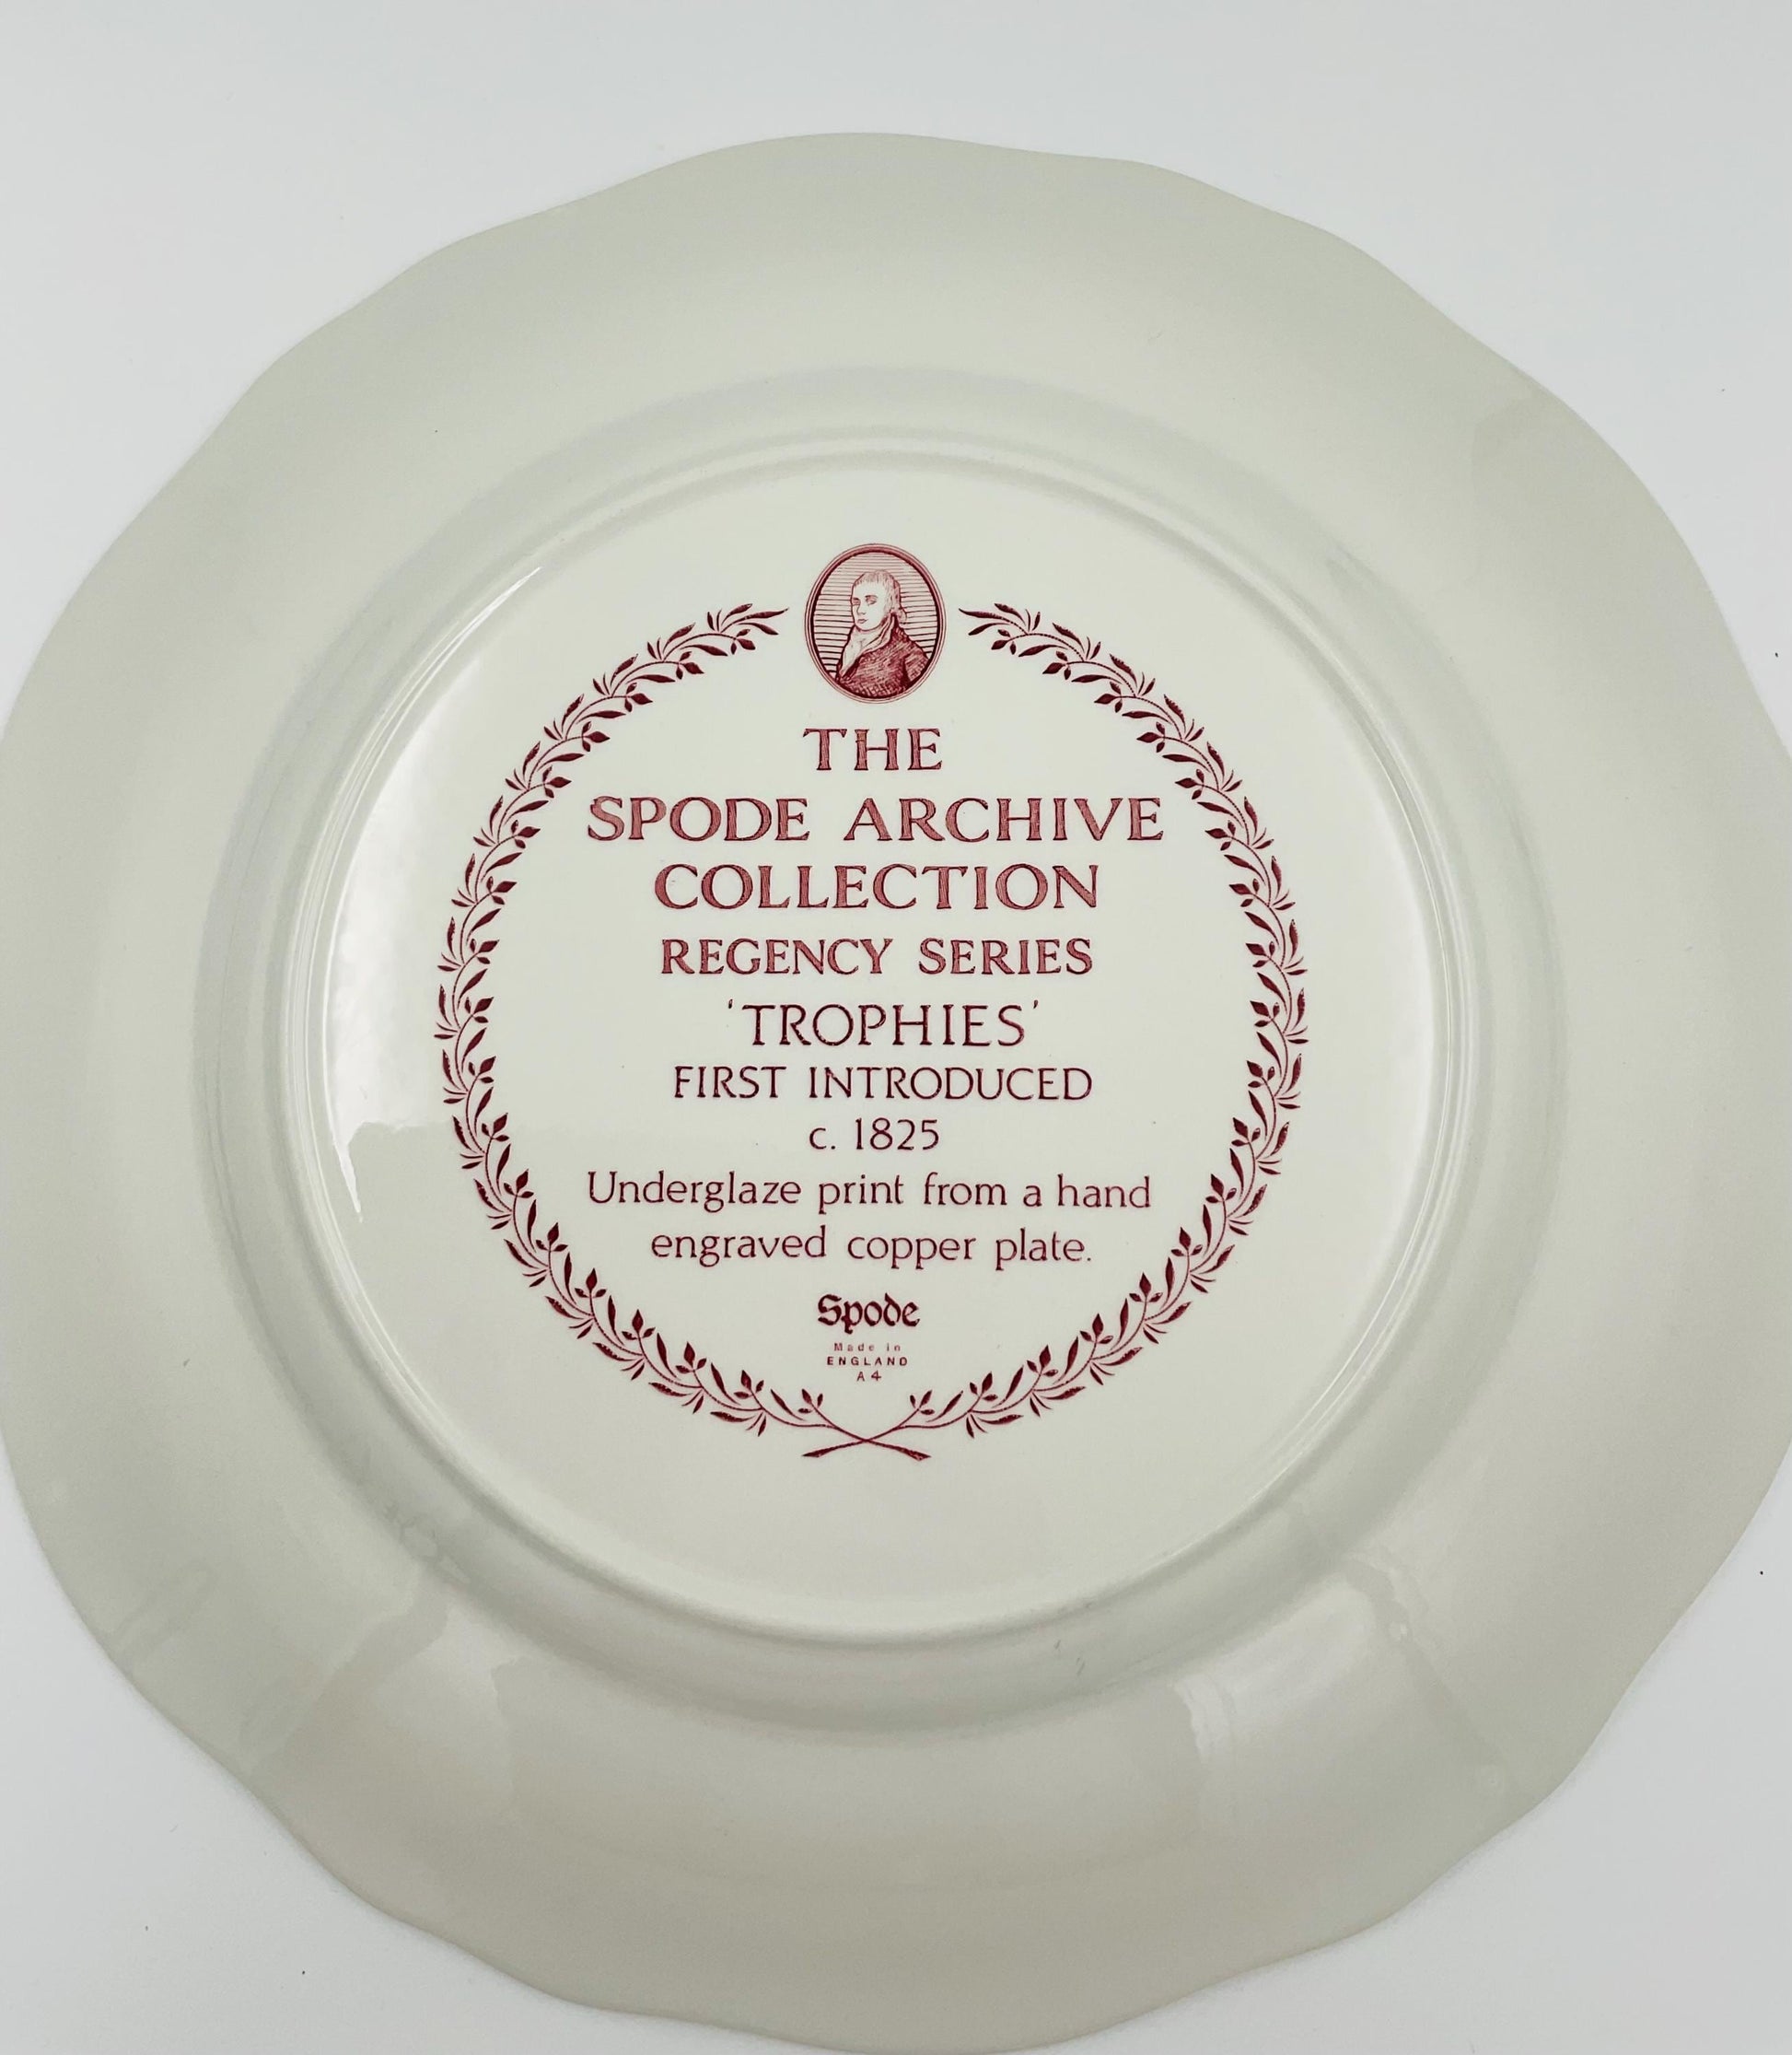 THE
SPODE ARCHIVE
COLLECTION
REGENCY SERIES
‘TROPHIES’
FIRST INTRODUCED
c. 1825
Underglaze print from a hand
engraved copper plate.
Spode
Made in
ENGLAND
A4